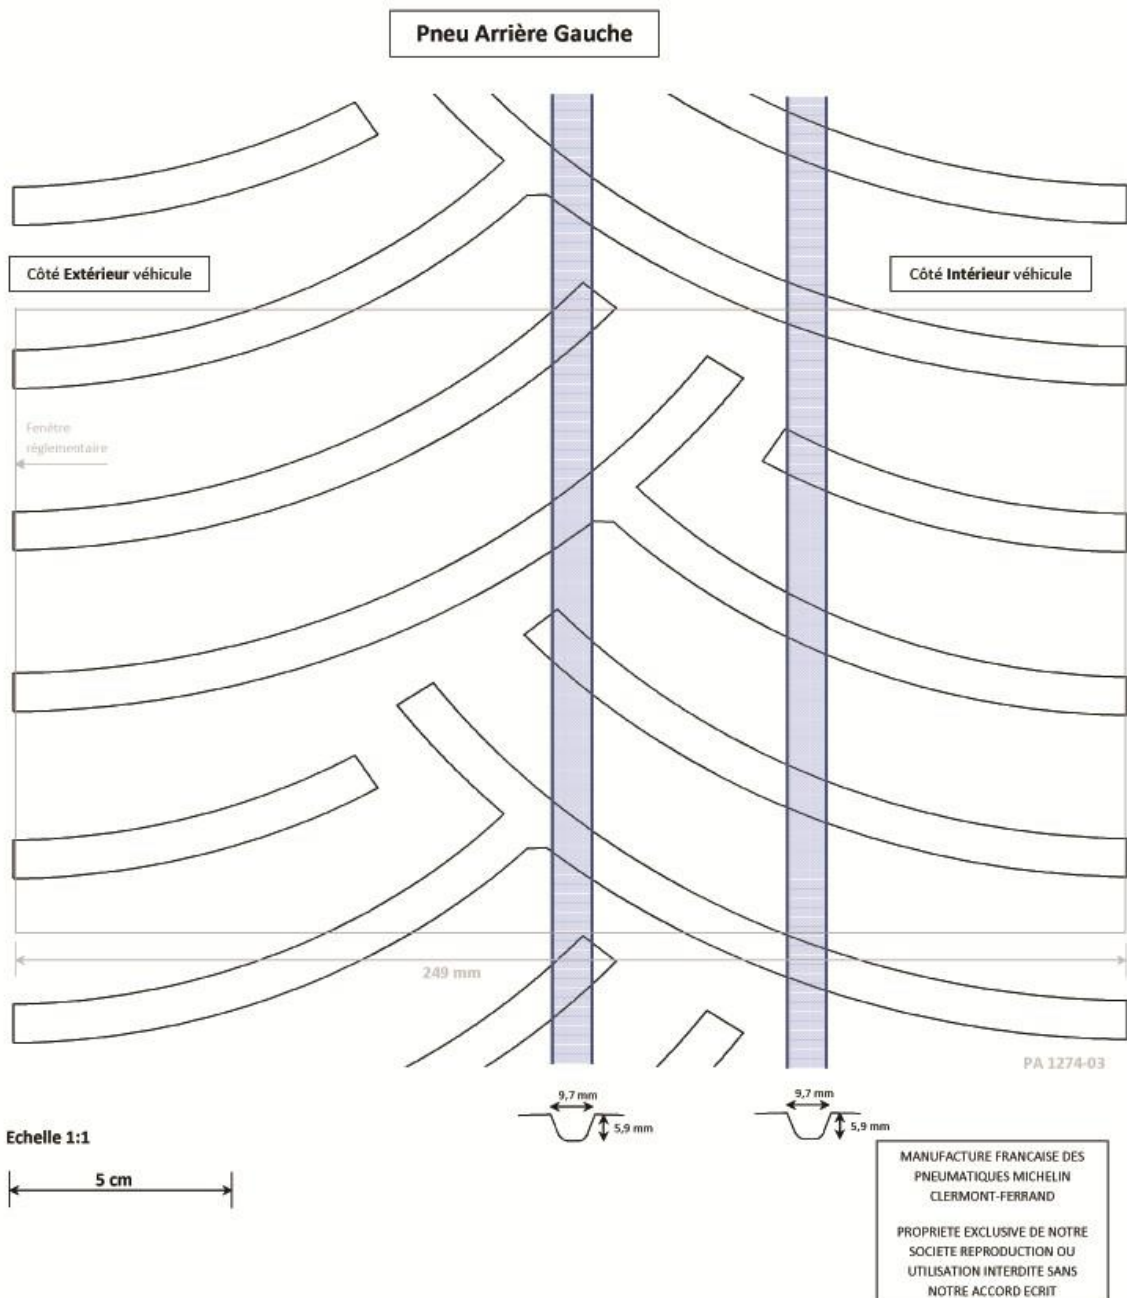 Pneu Arrière Gauche
Côté Extérieur véhicule
Côté Intérieur véhicule
Fenêtre
réglementaire
249 mm
PA 1274-03
9,7 mm
5,9 mm
9,7 mm
5,9 mm
Echelle 1:1
5 cm
MANUFACTURE FRANCAISE DES
PNEUMATIQUES MICHELIN
CLERMONT-FERRAND
PROPRIETE EXCLUSIVE DE NOTRE
SOCIETE REPRODUCTION OU
UTILISATION INTERDITE SANS
NOTRE ACCORD ECRIT